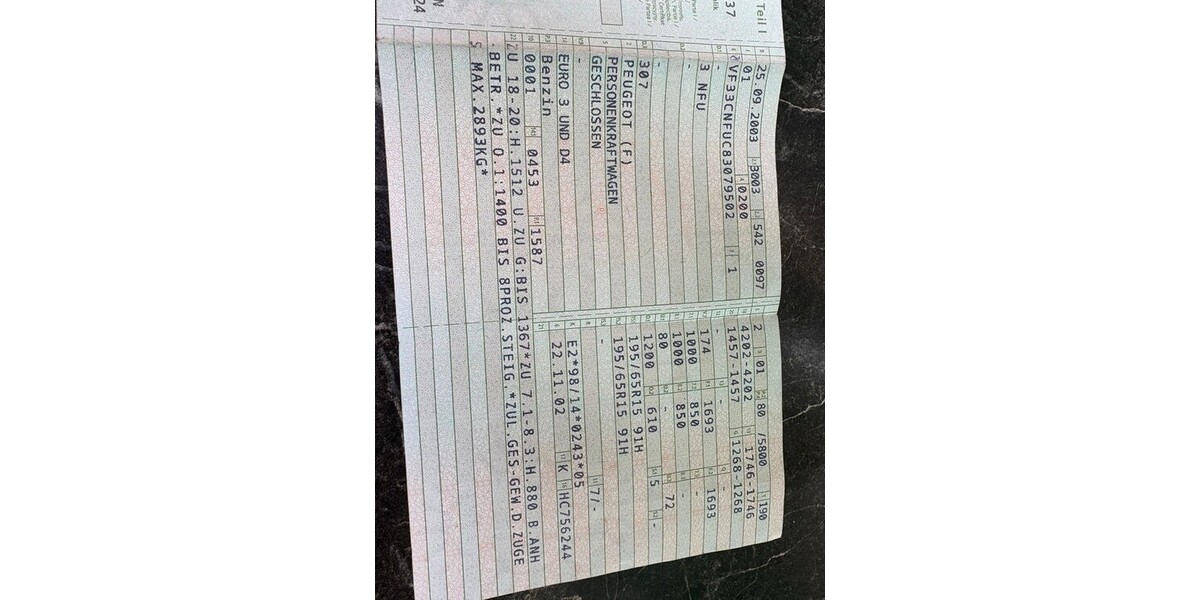 Teil I
37
N
24
25.09.2003 3003 542 0097
01 0200
VF33CNFUC83079502 1
-
3 NFU
-
-
307
PEUGEOT (F)
PERSONENKRAFTWAGEN
GESCHLOSSEN
-
EURO 3 UND D4
Benzin
0001 0453 1587
2 01 80 /5800 190
4202-4202 1746-1746
1457-1457 1268-1268
- - -
174 1693 1693
1000 850 -
1000 850 -
80 - 72
1200 610 5 -
195/65R15 91H
195/65R15 91H
- 7/-
E2*98/14*0243*05
22.11.02 K HC756244
ZU 18-20:H.1512 U.ZU G:BIS 1367*ZU 7.1-8.3:H.880 B.ANH
BETR.*ZU O.1:1400 BIS 8PROZ.STEIG.*ZUL.GES-GEW.D.ZUGE
S MAX.2893KG*